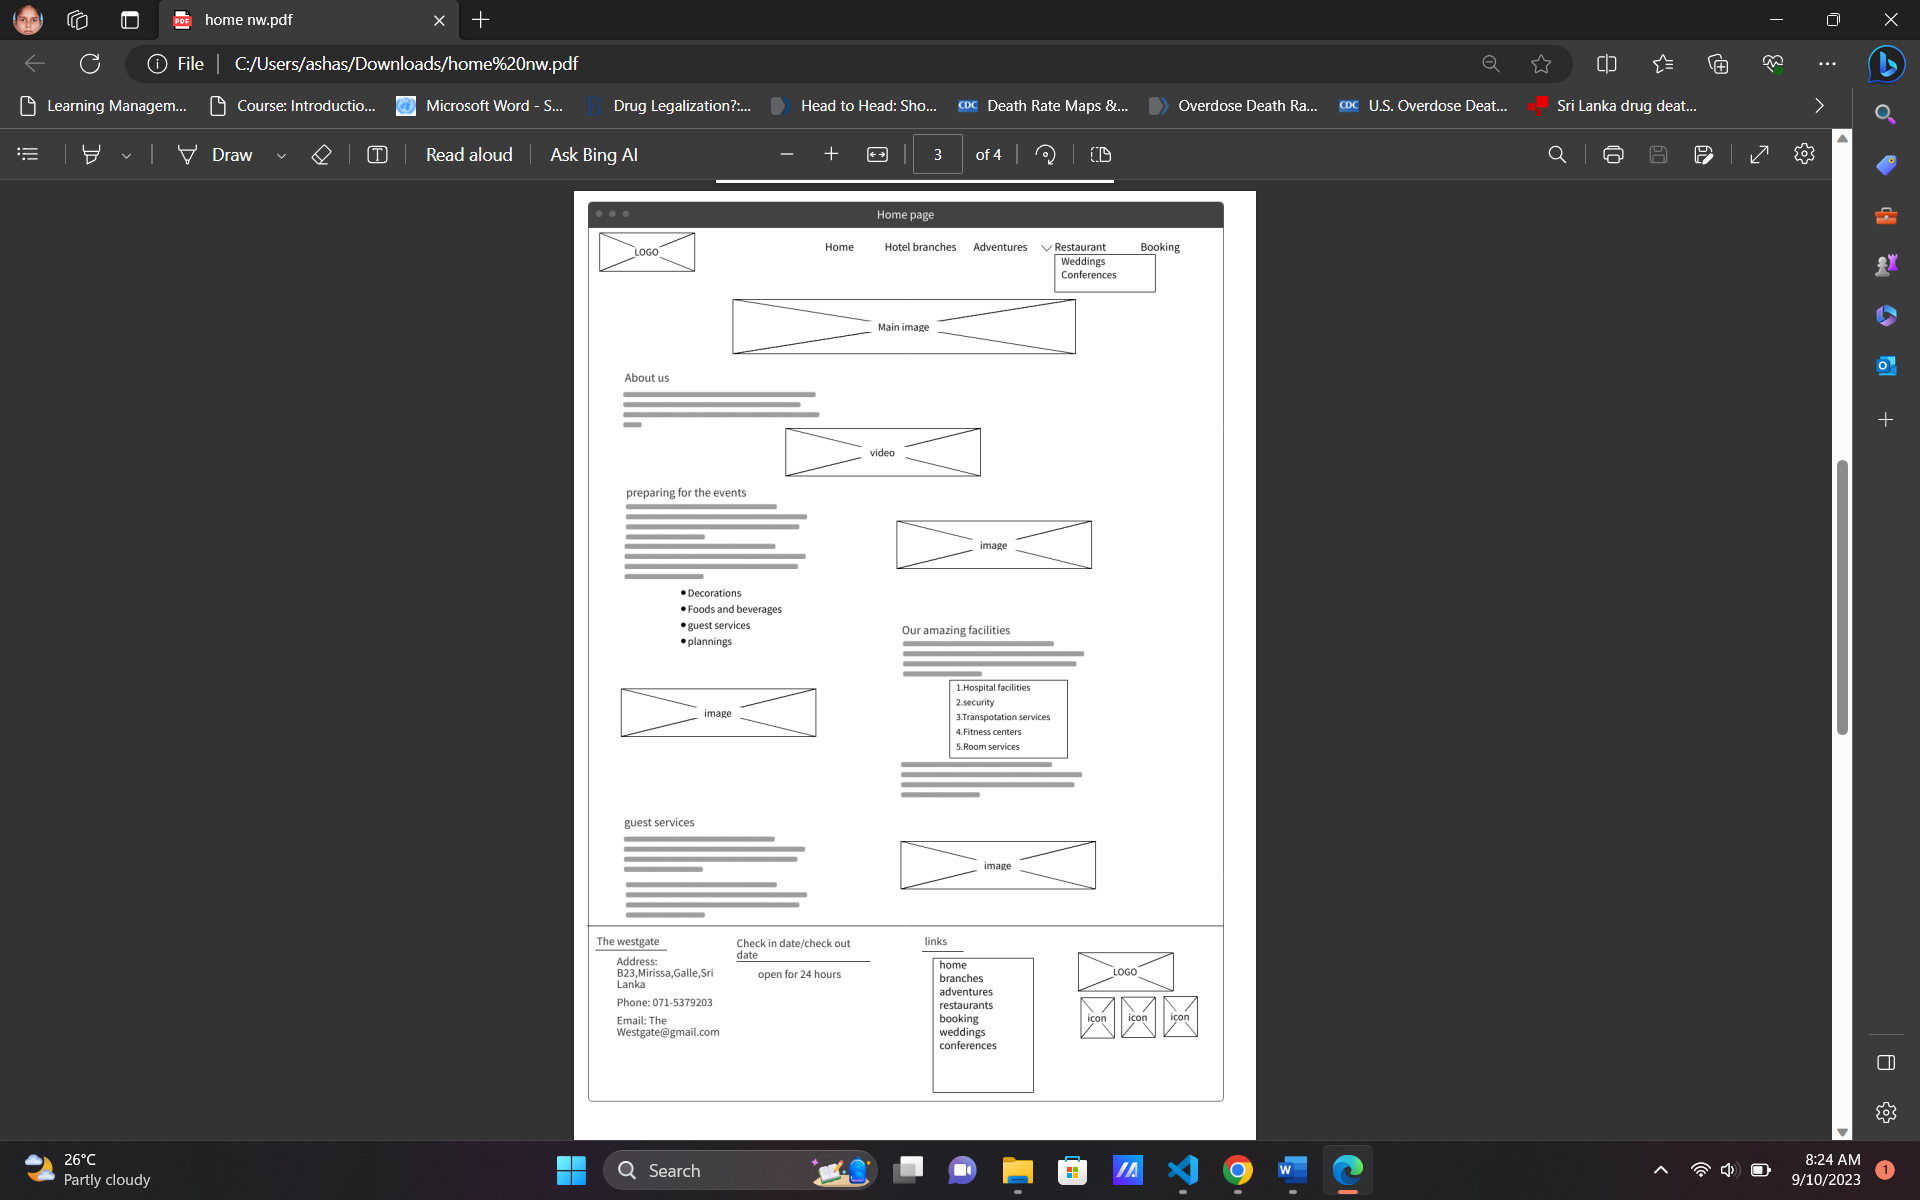 home nw.pdf
File
C:/Users/ashas/Downloads/home%20nw.pdf
Learning Managem...
Course: Introductio...
Microsoft Word - S...
Drug Legalization?:...
Head to Head: Sho...
CDC
Death Rate Maps &...
Overdose Death Ra...
CDC
U.S. Overdose Deat...
Sri Lanka drug deat...
Draw
Read aloud
Ask Bing AI
3
of 4
Home page
LOGO
Home
Hotel branches
Adventures
Restaurant
Booking
Weddings
Conferences
Main image
About us
video
preparing for the events
image
Decorations
Foods and beverages
guest services
plannings
Our amazing facilities
1.Hospital facilities
2.security
3.Transpotation services
4.Fitness centers
5.Room services
image
guest services
image
The westgate
Address:
B23,Mirissa,Galle,Sri
Lanka
Phone: 071-5379203
Email: The
Westgate@gmail.com
Check in date/check out
date
open for 24 hours
links
home
branches
adventures
restaurants
booking
weddings
conferences
LOGO
icon
icon
icon
26°C
Partly cloudy
Search
8:24 AM
9/10/2023
1